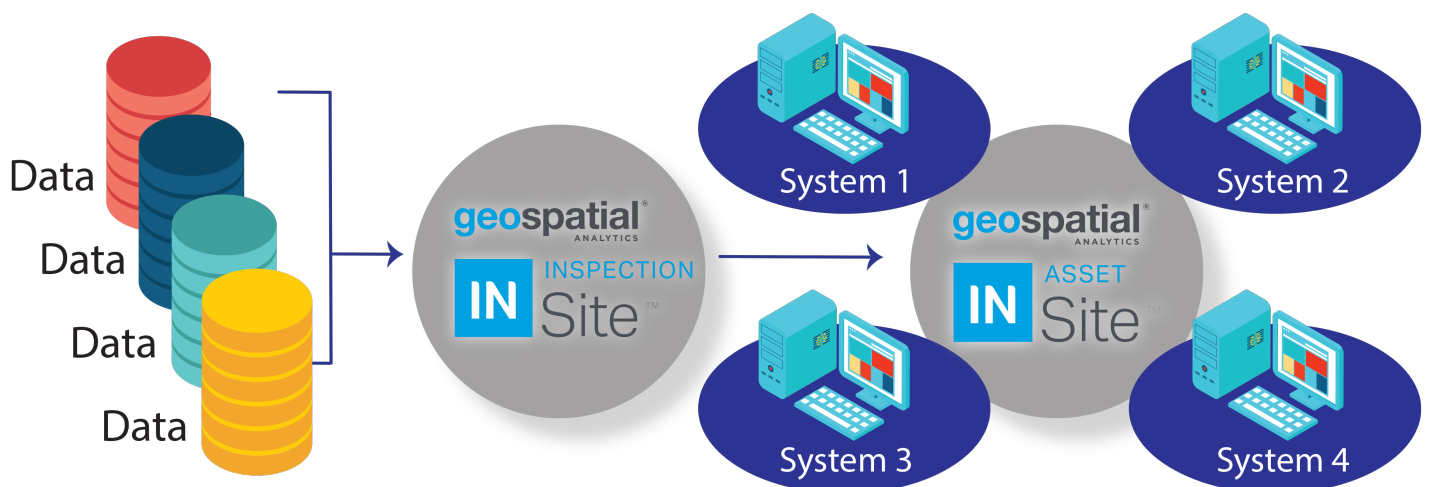 Data
Data
Data
Data
geospatial®
ANALYTICS
IN
INSPECTION
Site™
System 1
System 2
geospatial®
ANALYTICS
IN
ASSET
Site™
System 3
System 4